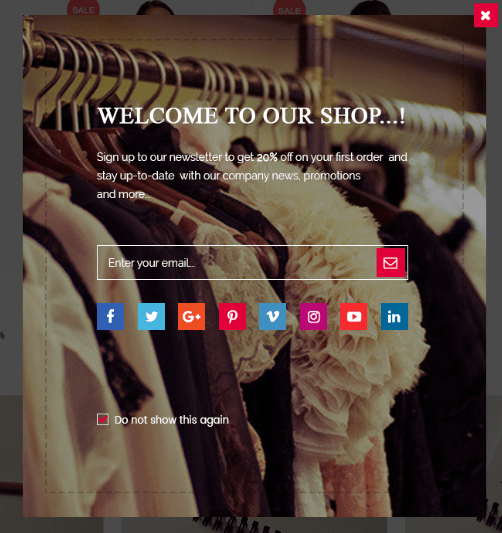 SALE
SALE
WELCOME TO OUR SHOP...!
Sign up to our newsletter to get 20% off on your first order and
stay up-to-date with our company news, promotions
and more...
Enter your email...
Do not show this again
%